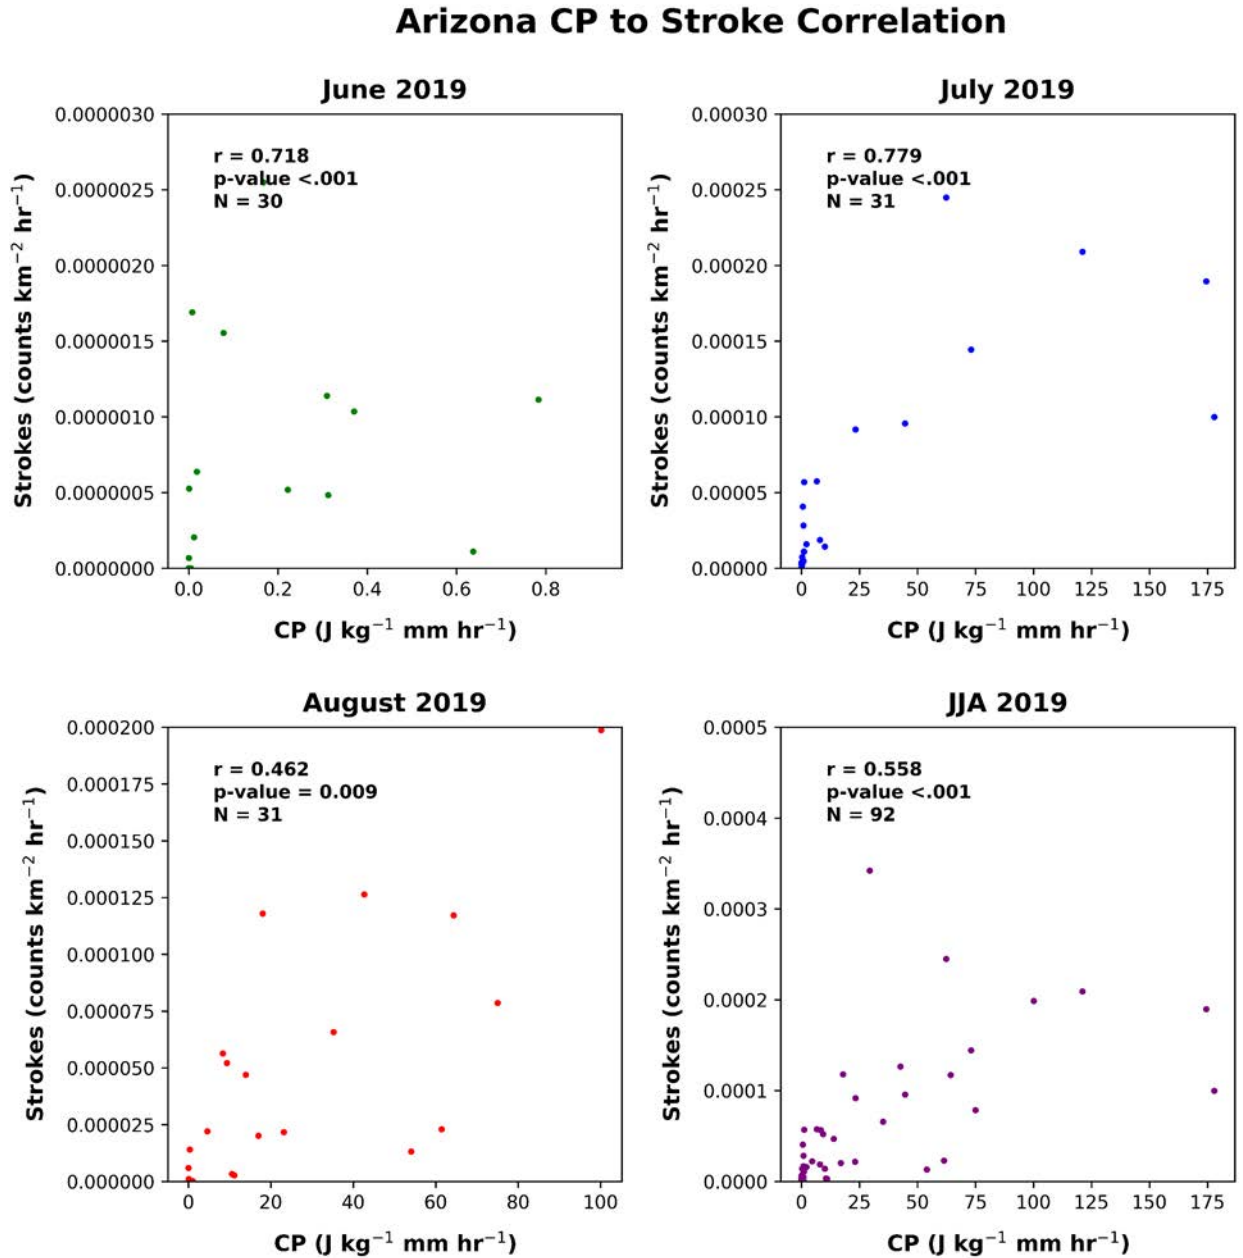 Arizona CP to Stroke Correlation
June 2019
0.0000030
0.0000025
0.0000020
0.0000015
0.0000010
0.0000005
0.0000000
Strokes (counts km⁻² hr⁻¹)
r = 0.718
p-value <.001
N = 30
0.0
0.2
0.4
0.6
0.8
CP (J kg⁻¹ mm hr⁻¹)
July 2019
0.00030
0.00025
0.00020
0.00015
0.00010
0.00005
0.00000
Strokes (counts km⁻² hr⁻¹)
r = 0.779
p-value <.001
N = 31
0
25
50
75
100
125
150
175
CP (J kg⁻¹ mm hr⁻¹)
August 2019
0.000200
0.000175
0.000150
0.000125
0.000100
0.000075
0.000050
0.000025
0.000000
Strokes (counts km⁻² hr⁻¹)
r = 0.462
p-value = 0.009
N = 31
0
20
40
60
80
100
CP (J kg⁻¹ mm hr⁻¹)
JJA 2019
0.0005
0.0004
0.0003
0.0002
0.0001
0.0000
Strokes (counts km⁻² hr⁻¹)
r = 0.558
p-value <.001
N = 92
0
25
50
75
100
125
150
175
CP (J kg⁻¹ mm hr⁻¹)